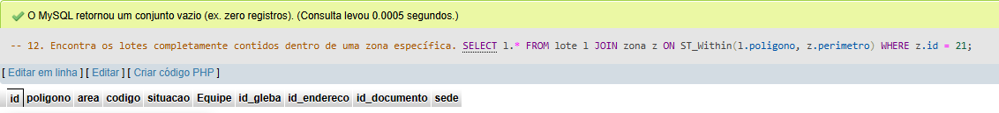 O MySQL retornou um conjunto vazio (ex. zero registros). (Consulta levou 0.0005 segundos.)
-- 12. Encontra os lotes completamente contidos dentro de uma zona específica. SELECT l.* FROM lote l JOIN zona z ON ST_Within(l.poligono, z.perimetro) WHERE z.id = 21;
[ Editar em linha ] [ Editar ] [ Criar código PHP ]
id poligono area codigo situacao Equipe id_gleba id_endereco id_documento sede